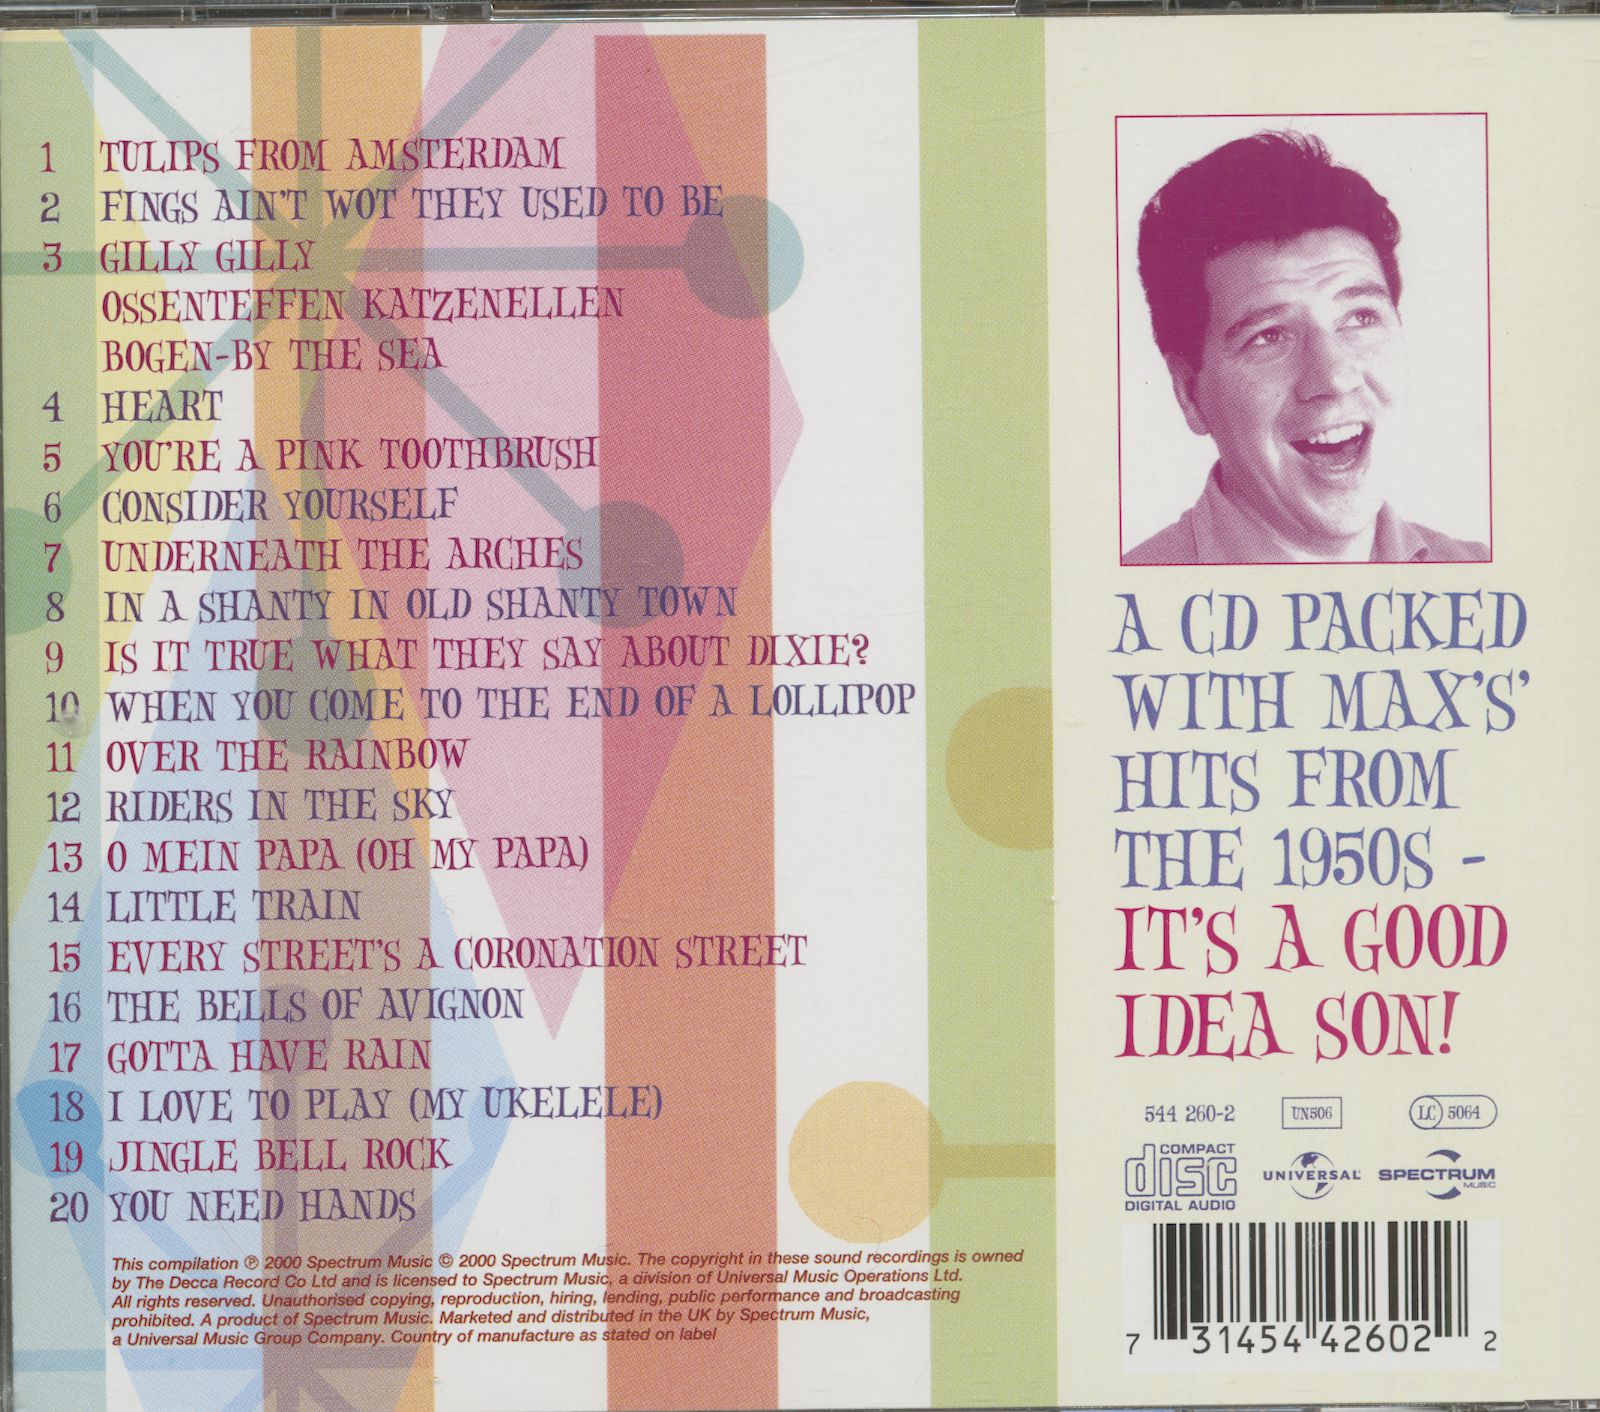 1 TULIPS FROM AMSTERDAM
2 FINGS AIN'T WOT THEY USED TO BE
3 GILLY GILLY
OSSENTEFFEN KATZENELLEN
BOGEN-BY THE SEA
4 HEART
5 YOU'RE A PINK TOOTHBRUSH
6 CONSIDER YOURSELF
7 UNDERNEATH THE ARCHES
8 IN A SHANTY IN OLD SHANTY TOWN
9 IS IT TRUE WHAT THEY SAY ABOUT DIXIE?
10 WHEN YOU COME TO THE END OF A LOLLIPOP
11 OVER THE RAINBOW
12 RIDERS IN THE SKY
13 O MEIN PAPA (OH MY PAPA)
14 LITTLE TRAIN
15 EVERY STREET'S A CORONATION STREET
16 THE BELLS OF AVIGNON
17 GOTTA HAVE RAIN
18 I LOVE TO PLAY (MY UKELELE)
19 JINGLE BELL ROCK
20 YOU NEED HANDS
This compilation ℗ 2000 Spectrum Music © 2000 Spectrum Music. The copyright in these sound recordings is owned
by The Decca Record Co Ltd and is licensed to Spectrum Music, a division of Universal Music Operations Ltd.
All rights reserved. Unauthorised copying, reproduction, hiring, lending, public performance and broadcasting
prohibited. A product of Spectrum Music. Marketed and distributed in the UK by Spectrum Music,
a Universal Music Group Company. Country of manufacture as stated on label
A CD PACKED
WITH MAX'S'
HITS FROM
THE 1950S -
IT'S A GOOD
IDEA SON!
544 260-2 UN506 LC 5064
COMPACT
disc
DIGITAL AUDIO
UNIVERSAL
SPECTRUM
MUSIC
7 31454 42602 2